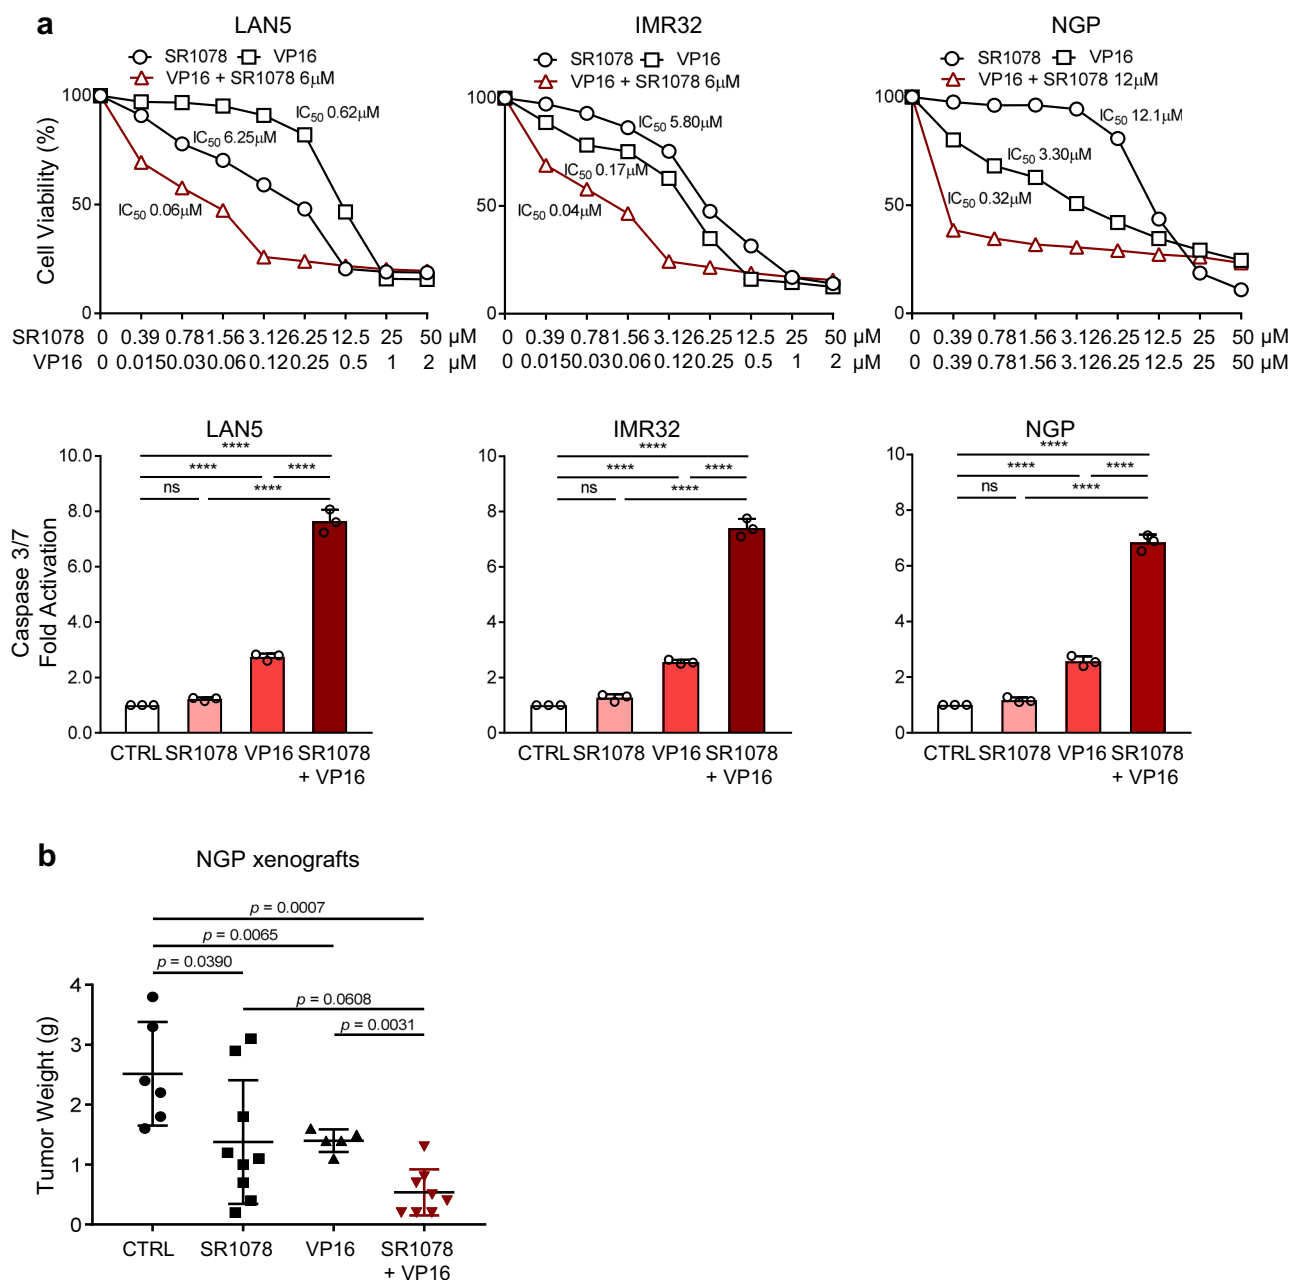 a
LAN5
IMR32
NGP
SR1078 VP16
VP16 + SR1078 6μM
SR1078 VP16
VP16 + SR1078 6μM
SR1078 VP16
VP16 + SR1078 12μM
Cell Viability (%)
100
50
0
IC50 0.62μM
IC50 6.25μM
IC50 0.06μM
100
50
0
IC50 5.80μM
IC50 0.17μM
IC50 0.04μM
100
50
0
IC50 12.1μM
IC50 3.30μM
IC50 0.32μM
SR1078 0 0.39 0.78 1.56 3.12 6.25 12.5 25 50 μM
VP16 0 0.015 0.03 0.06 0.12 0.25 0.5 1 2 μM
0 0.39 0.78 1.56 3.12 6.25 12.5 25 50 μM
0 0.015 0.03 0.06 0.12 0.25 0.5 1 2 μM
0 0.39 0.78 1.56 3.12 6.25 12.5 25 50 μM
0 0.39 0.78 1.56 3.12 6.25 12.5 25 50 μM
LAN5
Caspase 3/7
Fold Activation
10.0
8.0
6.0
4.0
2.0
0.0
****
**** ****
ns ****
CTRL SR1078 VP16 SR1078
+ VP16
IMR32
10
8
6
4
2
0
****
**** ****
ns ****
CTRL SR1078 VP16 SR1078
+ VP16
NGP
10
8
6
4
2
0
****
**** ****
ns ****
CTRL SR1078 VP16 SR1078
+ VP16
b
NGP xenografts
p = 0.0007
p = 0.0065
p = 0.0390
p = 0.0608
p = 0.0031
Tumor Weight (g)
4
3
2
1
0
CTRL SR1078 VP16 SR1078
+ VP16